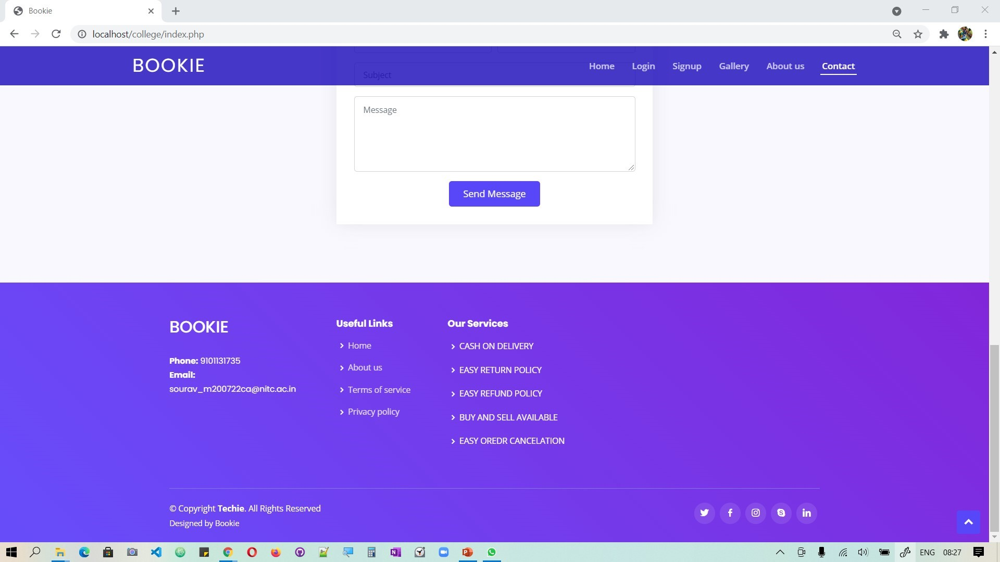 Bookie
localhost/college/index.php
BOOKIE
Home Login Signup Gallery About us Contact
Subject
Message
Send Message
BOOKIE
Phone: 9101131735
Email:
sourav_m200722ca@nitc.ac.in
Useful Links
Home
About us
Terms of service
Privacy policy
Our Services
CASH ON DELIVERY
EASY RETURN POLICY
EASY REFUND POLICY
BUY AND SELL AVAILABLE
EASY OREDR CANCELATION
© Copyright Techie. All Rights Reserved
Designed by Bookie
ENG 08:27